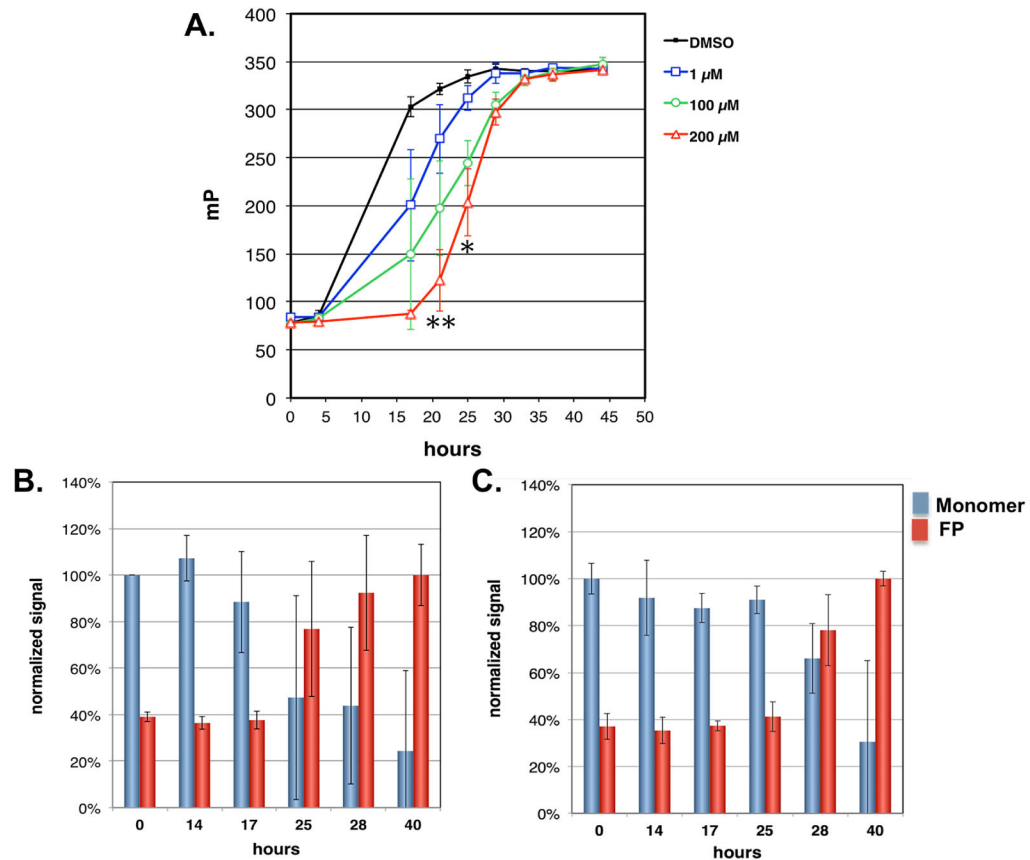 A.
400
350
300
250
200
150
100
50
0
mP
0 5 10 15 20 25 30 35 40 45 50
hours
**
*
DMSO
1 µM
100 µM
200 µM
B.
140%
120%
100%
80%
60%
40%
20%
0%
normalized signal
0 14 17 25 28 40
hours
C.
140%
120%
100%
80%
60%
40%
20%
0%
normalized signal
0 14 17 25 28 40
hours
Monomer
FP